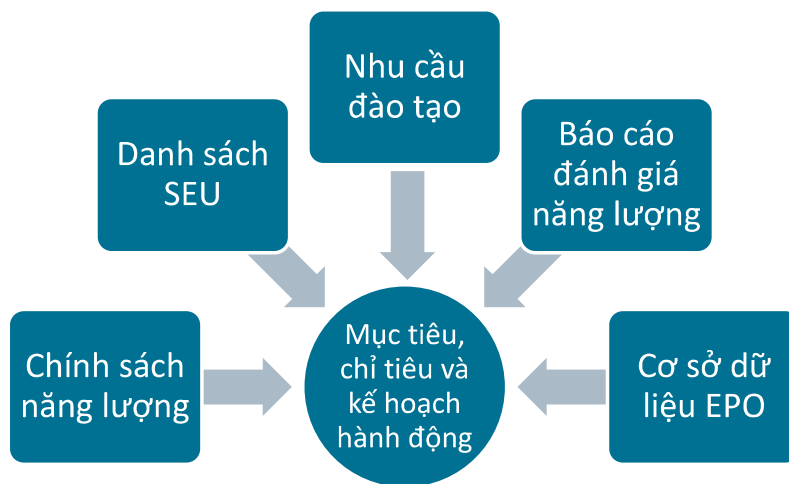 Nhu cầu
đào tạo
Danh sách
SEU
Báo cáo
đánh giá
năng lượng
Chính sách
năng lượng
Mục tiêu,
chỉ tiêu và
kế hoạch
hành động
Cơ sở dữ
liệu EPO